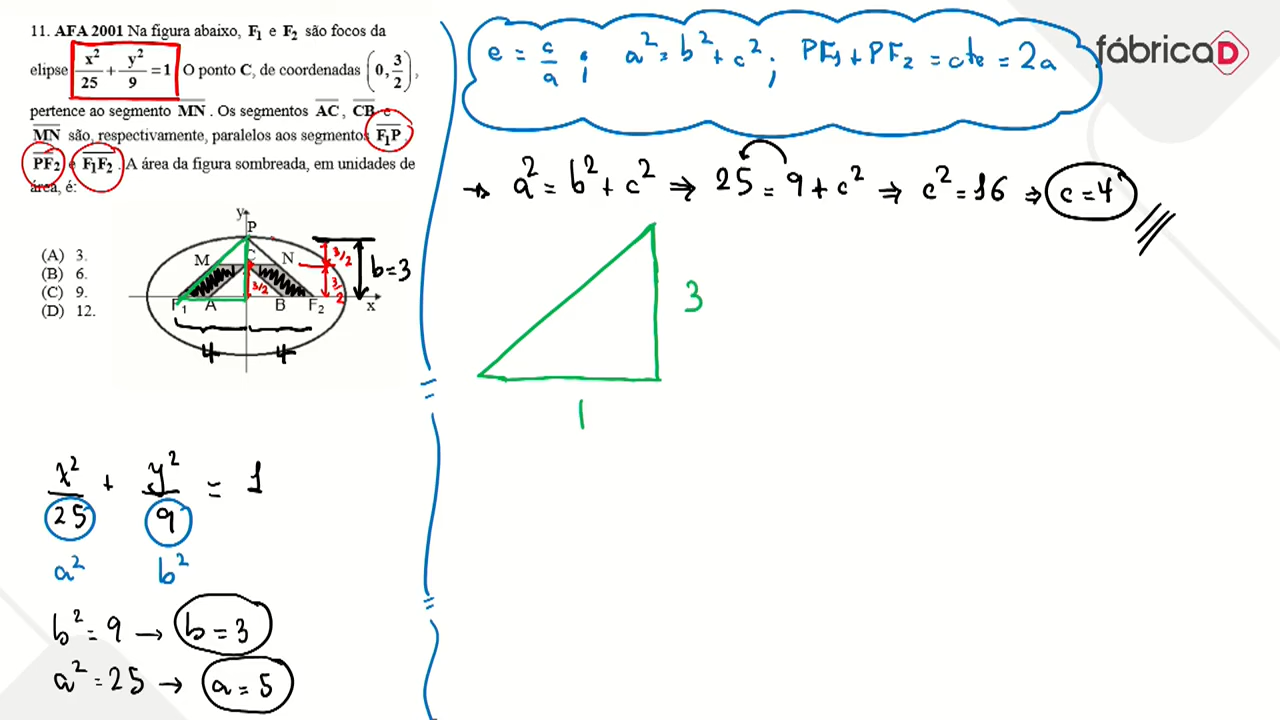 11. AFA 2001 Na figura abaixo, F₁ e F₂ são focos da
elipse x²/25 + y²/9 = 1 O ponto C, de coordenadas (0, 3/2),
pertence ao segmento MN. Os segmentos AC, CB e
MN são, respectivamente, paralelos aos segmentos F₁P
PF₂ e F₁F₂. A área da figura sombreada, em unidades de
área, é:
(A) 3.
(B) 6.
(C) 9.
(D) 12.
y
P
M C N
3/2
3/2
3/2
b=3
F₁ A B F₂ x
4 4
x²/25 + y²/9 = 1
a² b²
b² = 9 → b = 3
a² = 25 → a = 5
e = c/a ; a² = b² + c² ; PF₁ + PF₂ = cte = 2a
fábricaD
→ a² = b² + c² ⇒ 25 = 9 + c² ⇒ c² = 16 ⇒ c = 4
3